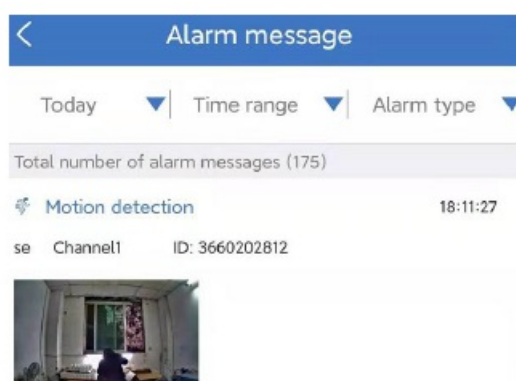 Alarm message
Today Time range Alarm type
Total number of alarm messages (175)
Motion detection 18:11:27
se Channel1 ID: 3660202812